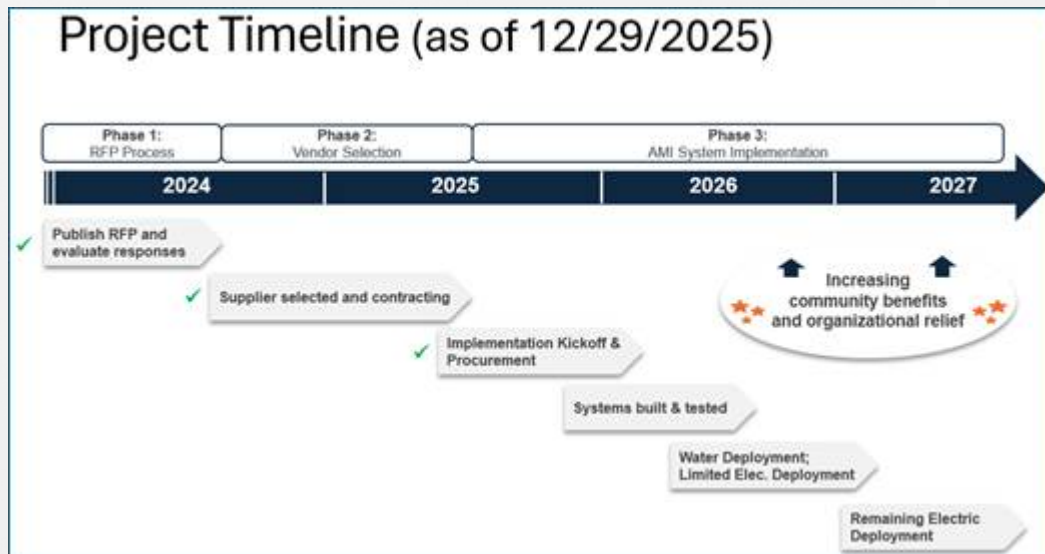 Project Timeline (as of 12/29/2025)
Phase 1:
RFP Process
Phase 2:
Vendor Selection
Phase 3:
AMI System Implementation
2024
2025
2026
2027
Publish RFP and
evaluate responses
Supplier selected and contracting
Implementation Kickoff &
Procurement
Systems built & tested
Water Deployment;
Limited Elec. Deployment
Remaining Electric
Deployment
Increasing
community benefits
and organizational relief